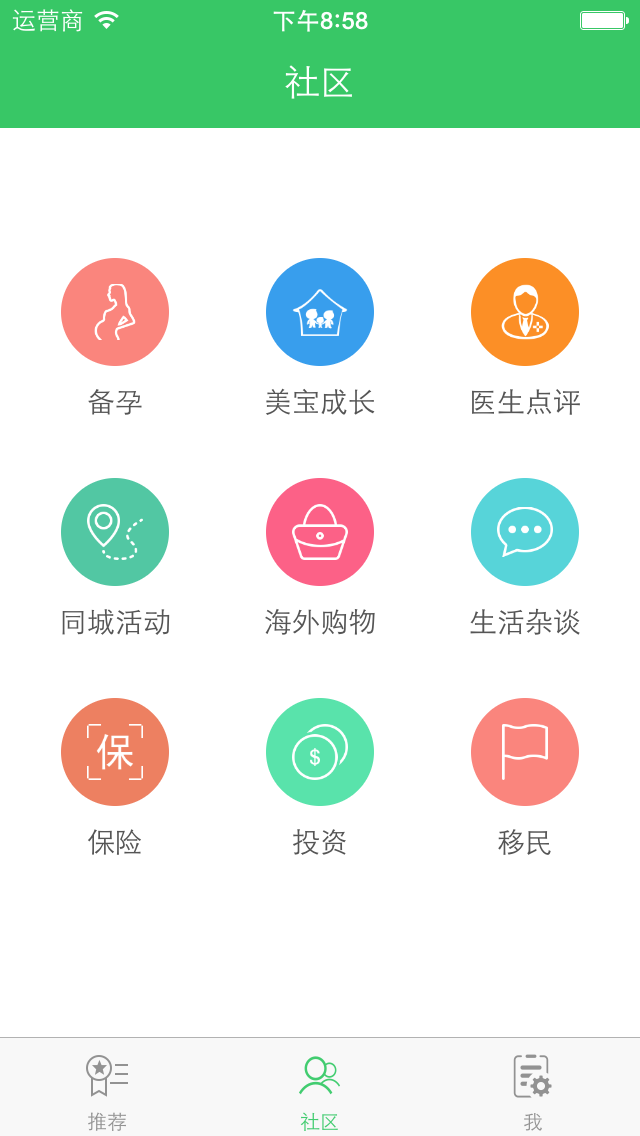 运营商 下午8:58
社区
备孕 美宝成长 医生点评
同城活动 海外购物 生活杂谈
保
$
保险 投资 移民
推荐 社区 我